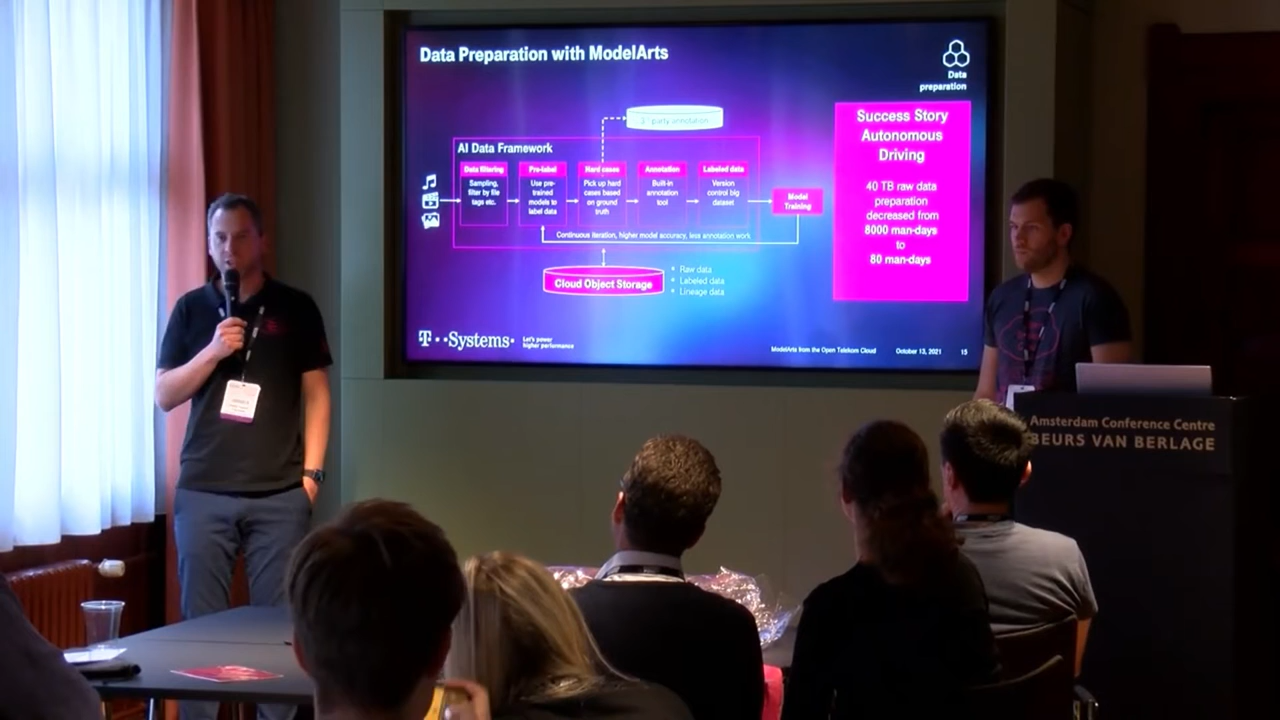 Data Preparation with ModelArts
Data
preparation
3rd party annotation
AI Data Framework
Data filtering
Sampling,
filter by file
tags etc.
Pre-label
Use pre-
trained
models to
label data
Hard cases
Pick up hard
cases based
on ground
truth
Annotation
Built-in
annotation
tool
Labeled data
Version
control big
dataset
Model
Training
Continuous iteration, higher model accuracy, less annotation work
Cloud Object Storage
• Raw data
• Labeled data
• Lineage data
Success Story
Autonomous
Driving
40 TB raw data
preparation
decreased from
8000 man-days
to
80 man-days
T··Systems·
Let's power
higher performance
ModelArts from the Open Telekom Cloud
October 13, 2021
15
Amsterdam Conference Centre
BEURS VAN BERLAGE